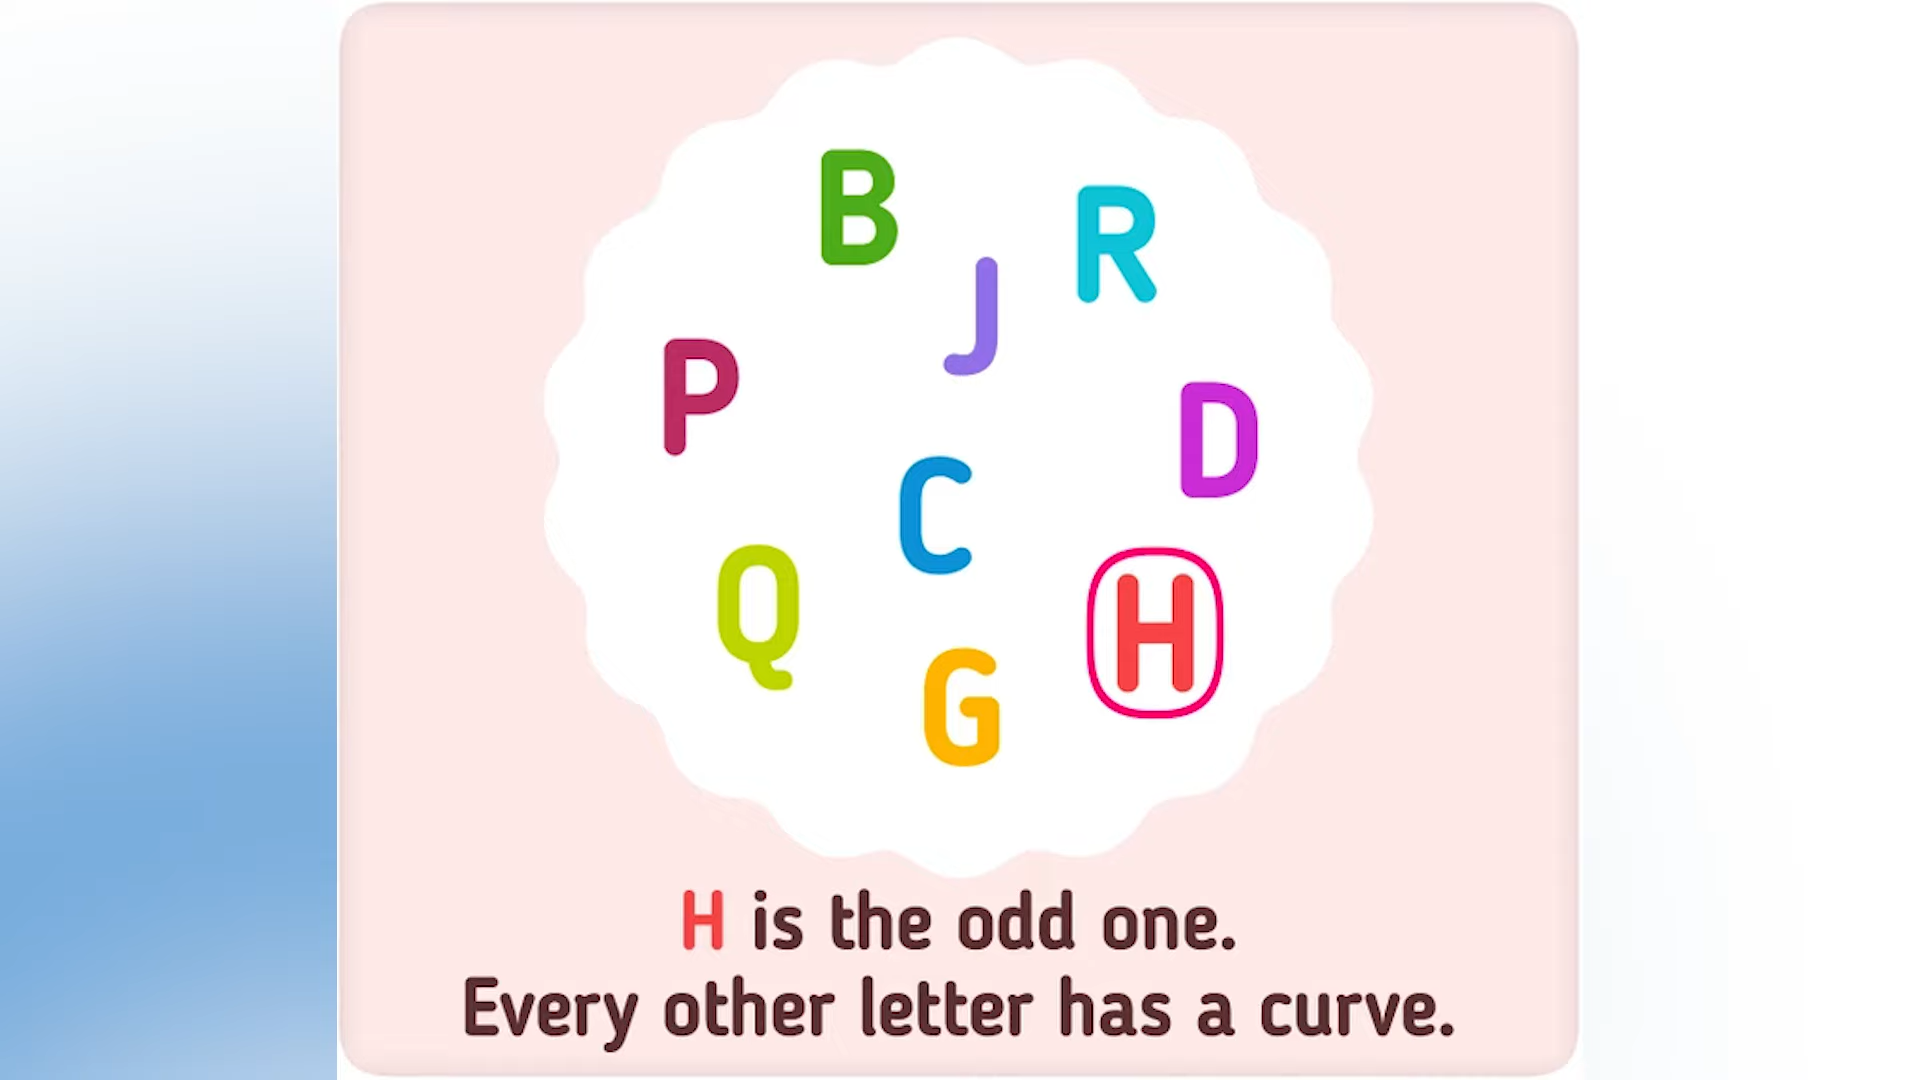 B
R
J
P
D
C
Q
H
G
H is the odd one.
Every other letter has a curve.